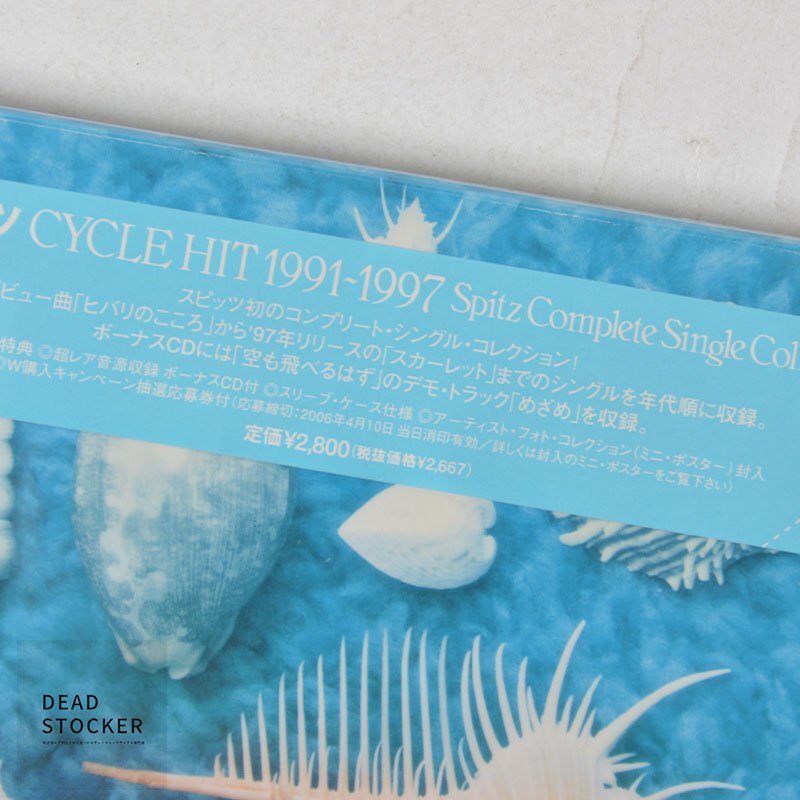 ツ CYCLE HIT 1991~1997 Spitz Complete Single Coll
スピッツ初のコンプリート・シングル・コレクション!
ビュー曲「ヒバリのこころ」から'97年リリースの「スカーレット」までのシングルを年代順に収録。
ボーナスCDには「空も飛べるはず」のデモ・トラック「めざめ」を収録。
特典 ◎超レア音源収録 ボーナスCD付 ◎スリーブ・ケース仕様 ◎アーティスト・フォト・コレクション(ミニ・ポスター)封入
◎W購入キャンペーン抽選応募券付(応募締切:2006年4月10日 当日消印有効/詳しくは封入のミニ・ポスターをご覧下さい)
定価¥2,800(税抜価格¥2,667)
DEAD
STOCKER